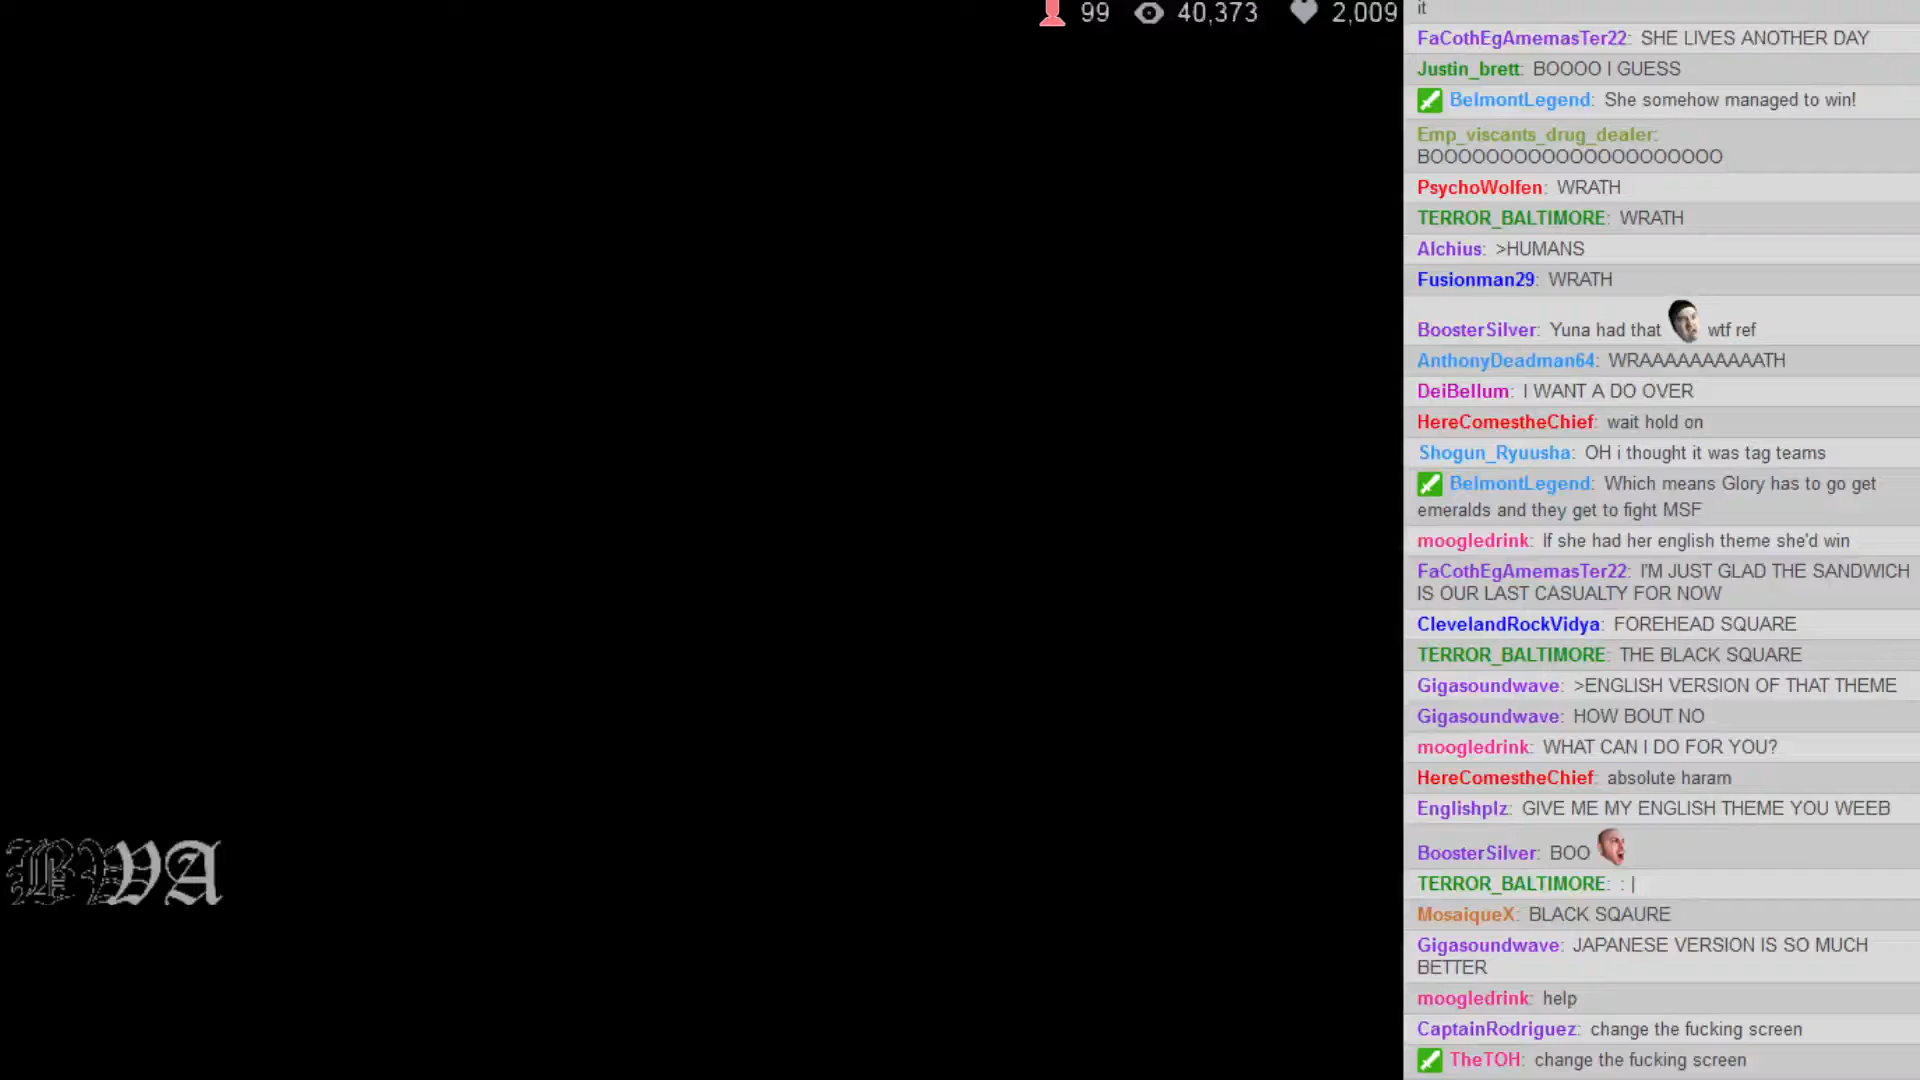 99 40,373 2,009
it
FaCothEgAmemasTer22: SHE LIVES ANOTHER DAY
Justin_brett: BOOOO I GUESS
BelmontLegend: She somehow managed to win!
Emp_viscants_drug_dealer:
BOOOOOOOOOOOOOOOOOOOOO
PsychoWolfen: WRATH
TERROR_BALTIMORE: WRATH
Alchius: >HUMANS
Fusionman29: WRATH
BoosterSilver: Yuna had that wtf ref
AnthonyDeadman64: WRAAAAAAAAAATH
DeiBellum: I WANT A DO OVER
HereComestheChief: wait hold on
Shogun_Ryuusha: OH i thought it was tag teams
BelmontLegend: Which means Glory has to go get
emeralds and they get to fight MSF
moogledrink: If she had her english theme she'd win
FaCothEgAmemasTer22: I'M JUST GLAD THE SANDWICH
IS OUR LAST CASUALTY FOR NOW
ClevelandRockVidya: FOREHEAD SQUARE
TERROR_BALTIMORE: THE BLACK SQUARE
Gigasoundwave: >ENGLISH VERSION OF THAT THEME
Gigasoundwave: HOW BOUT NO
moogledrink: WHAT CAN I DO FOR YOU?
HereComestheChief: absolute haram
Englishplz: GIVE ME MY ENGLISH THEME YOU WEEB
BoosterSilver: BOO
TERROR_BALTIMORE: : |
MosaiqueX: BLACK SQAURE
Gigasoundwave: JAPANESE VERSION IS SO MUCH
BETTER
moogledrink: help
CaptainRodriguez: change the fucking screen
TheTOH: change the fucking screen